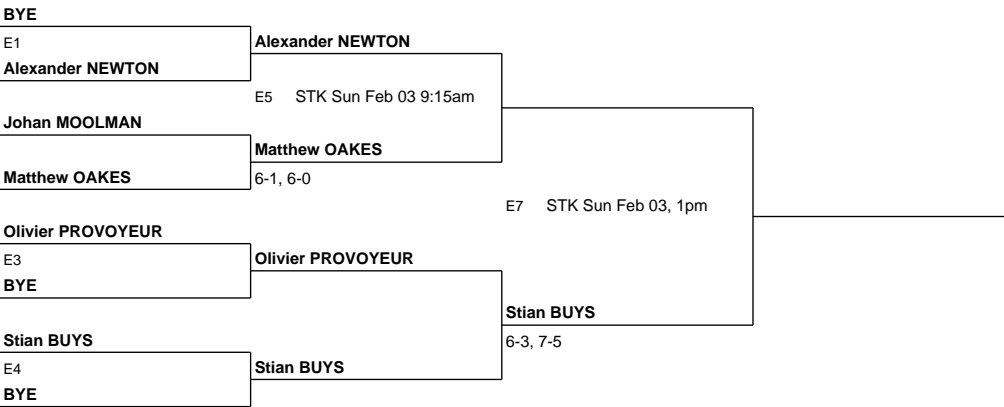 BYE
E1
Alexander NEWTON
Alexander NEWTON
E5 STK Sun Feb 03 9:15am
Johan MOOLMAN
Matthew OAKES
Matthew OAKES
6-1, 6-0
E7 STK Sun Feb 03, 1pm
Olivier PROVOYEUR
E3
Olivier PROVOYEUR
BYE
Stian BUYS
6-3, 7-5
Stian BUYS
E4
Stian BUYS
BYE